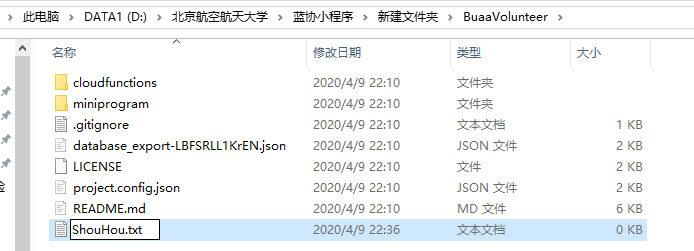 此电脑 > DATA1 (D:) > 北京航空航天大学 > 蓝协小程序 > 新建文件夹 > BuaaVolunteer >
名称 修改日期 类型 大小
cloudfunctions 2020/4/9 22:10 文件夹
miniprogram 2020/4/9 22:10 文件夹
.gitignore 2020/4/9 22:10 文本文档 1 KB
database_export-LBFSRLL1KrEN.json 2020/4/9 22:10 JSON 文件 2 KB
LICENSE 2020/4/9 22:10 文件 2 KB
project.config.json 2020/4/9 22:10 JSON 文件 2 KB
README.md 2020/4/9 22:10 MD 文件 6 KB
ShouHou.txt 2020/4/9 22:36 文本文档 0 KB